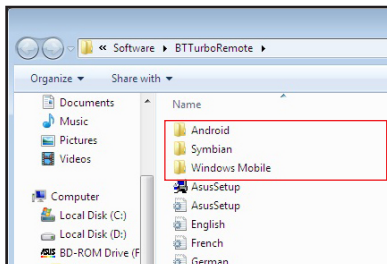 « Software ▸ BTTurboRemote ▸
Organize ▼ Share with ▼
Documents
Music
Pictures
Videos
Computer
Local Disk (C:)
Local Disk (D:)
BD-ROM Drive (F
Name
Android
Symbian
Windows Mobile
AsusSetup
AsusSetup
English
French
German